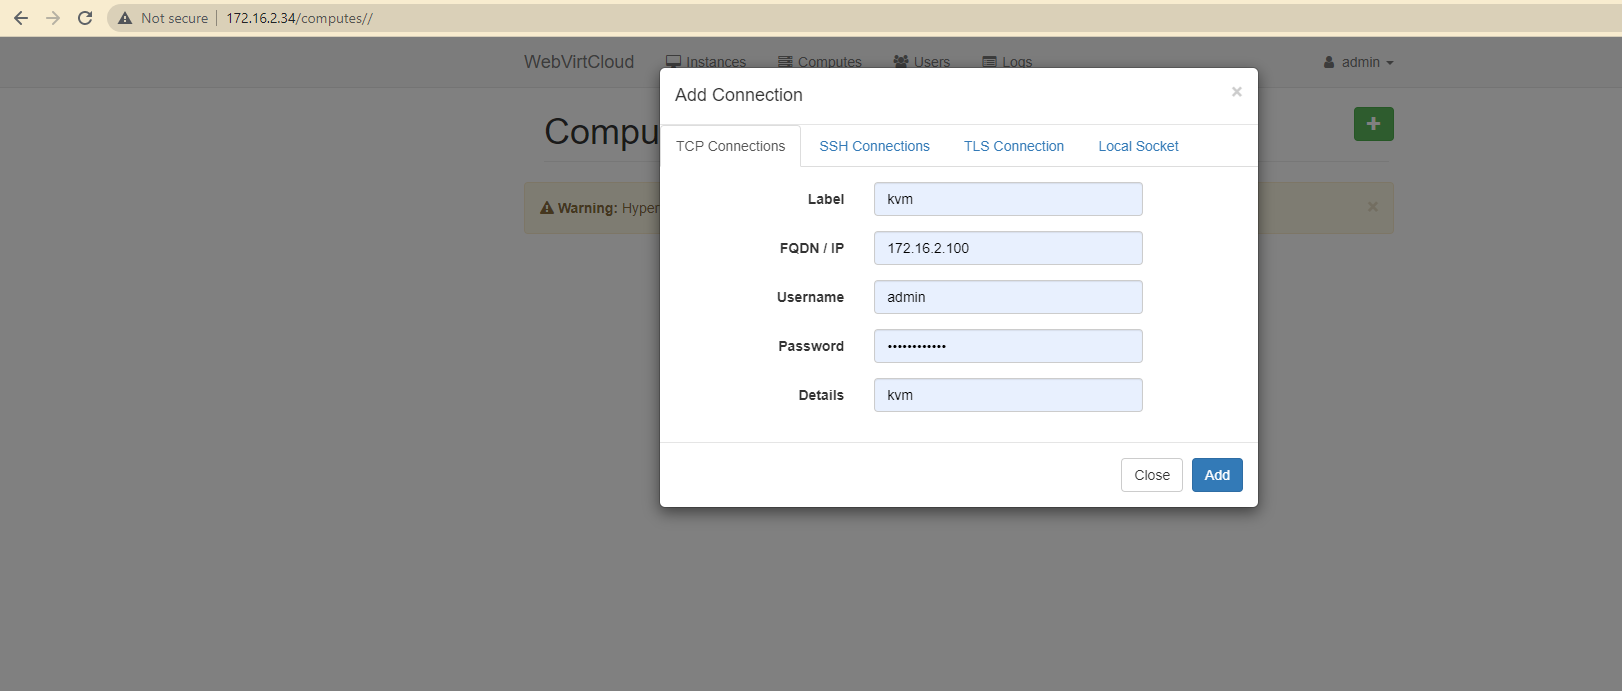 Not secure | 172.16.2.34/computes//
WebVirtCloud Instances Computes Users Logs admin
Add Connection ×
Compu +
TCP Connections SSH Connections TLS Connection Local Socket
Label kvm
Warning: Hyper ×
FQDN / IP 172.16.2.100
Username admin
Password ••••••••••••
Details kvm
Close Add